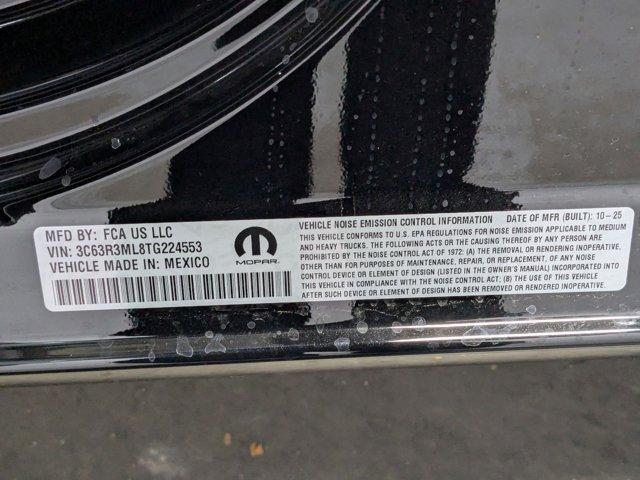 MFD BY: FCA US LLC
VIN: 3C63R3ML8TG224553
VEHICLE MADE IN: MEXICO
MOPAR.
VEHICLE NOISE EMISSION CONTROL INFORMATION DATE OF MFR (BUILT): 10-25
THIS VEHICLE CONFORMS TO U.S. EPA REGULATIONS FOR NOISE EMISSION APPLICABLE TO MEDIUM
AND HEAVY TRUCKS. THE FOLLOWING ACTS OR CAUSING THEREOF BY ANY PERSON ARE
PROHIBITED BY THE NOISE CONTROL ACT OF 1972: (A) THE REMOVAL OR RENDERING INOPERATIVE,
OTHER THAN FOR PURPOSES OF MAINTENANCE, REPAIR, OR REPLACEMENT, OF ANY NOISE
CONTROL DEVICE OR ELEMENT OF DESIGN (LISTED IN THE OWNER'S MANUAL) INCORPORATED INTO
THIS VEHICLE IN COMPLIANCE WITH THE NOISE CONTROL ACT; (B) THE USE OF THIS VEHICLE
AFTER SUCH DEVICE OR ELEMENT OF DESIGN HAS BEEN REMOVED OR RENDERED INOPERATIVE.